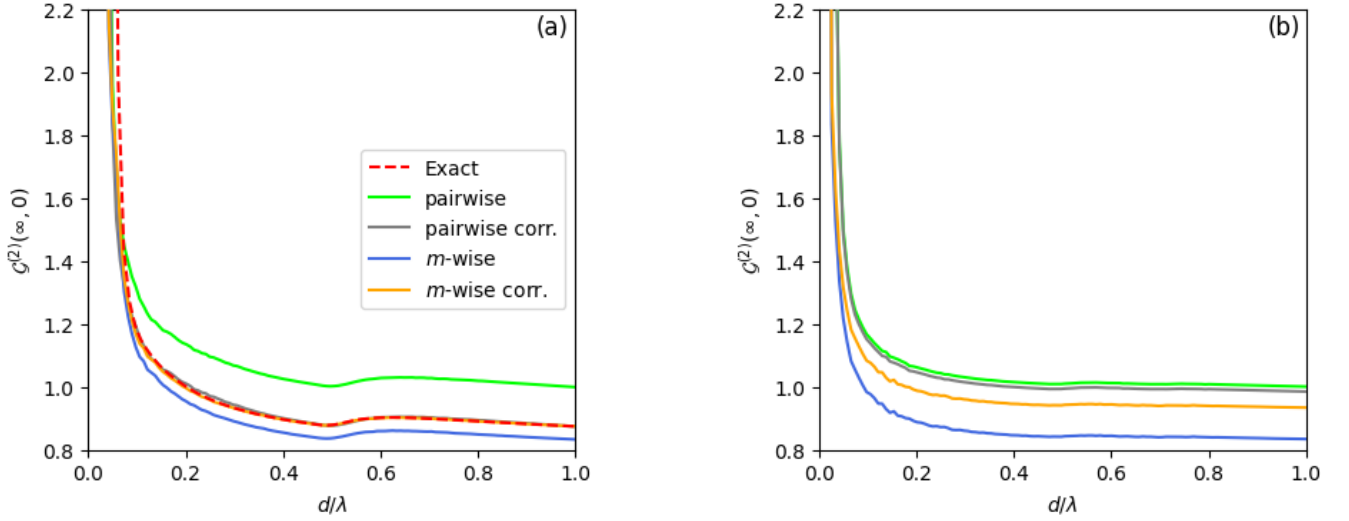 (a)
2.2
2.0
1.8
1.6
1.4
1.2
1.0
0.8
𝒢⁽²⁾(∞, 0)
Exact
pairwise
pairwise corr.
m-wise
m-wise corr.
0.0 0.2 0.4 0.6 0.8 1.0
d/λ
(b)
2.2
2.0
1.8
1.6
1.4
1.2
1.0
0.8
𝒢⁽²⁾(∞, 0)
0.0 0.2 0.4 0.6 0.8 1.0
d/λ